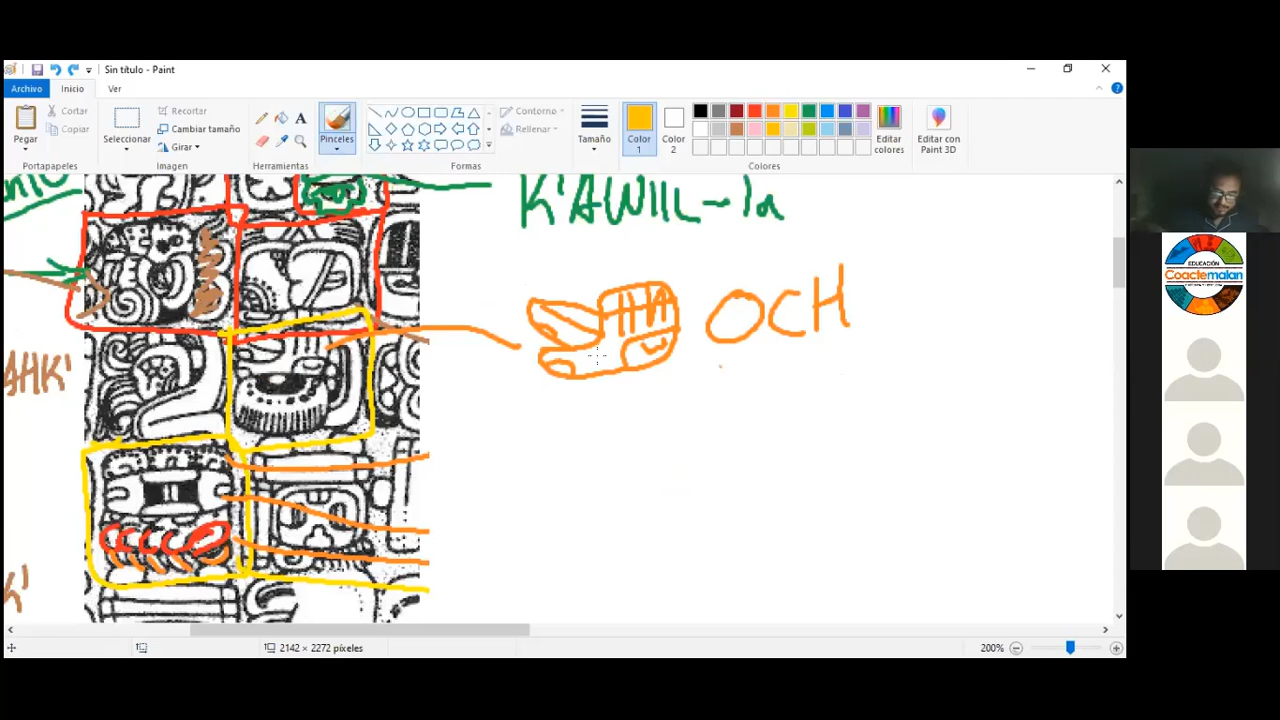 Sin título - Paint
Archivo Inicio Ver
Pegar
Cortar
Copiar
Portapapeles
Seleccionar
Recortar
Cambiar tamaño
Girar
Imagen
Herramientas
Pinceles
Contorno
Rellenar
Formas
Tamaño
Color 1
Color 2
Editar colores
Editar con Paint 3D
Colores
K'AWIIL-la
OCH
AHK'
K'
EDUCACIÓN
Coactemalan
2142 × 2272 píxeles
200%